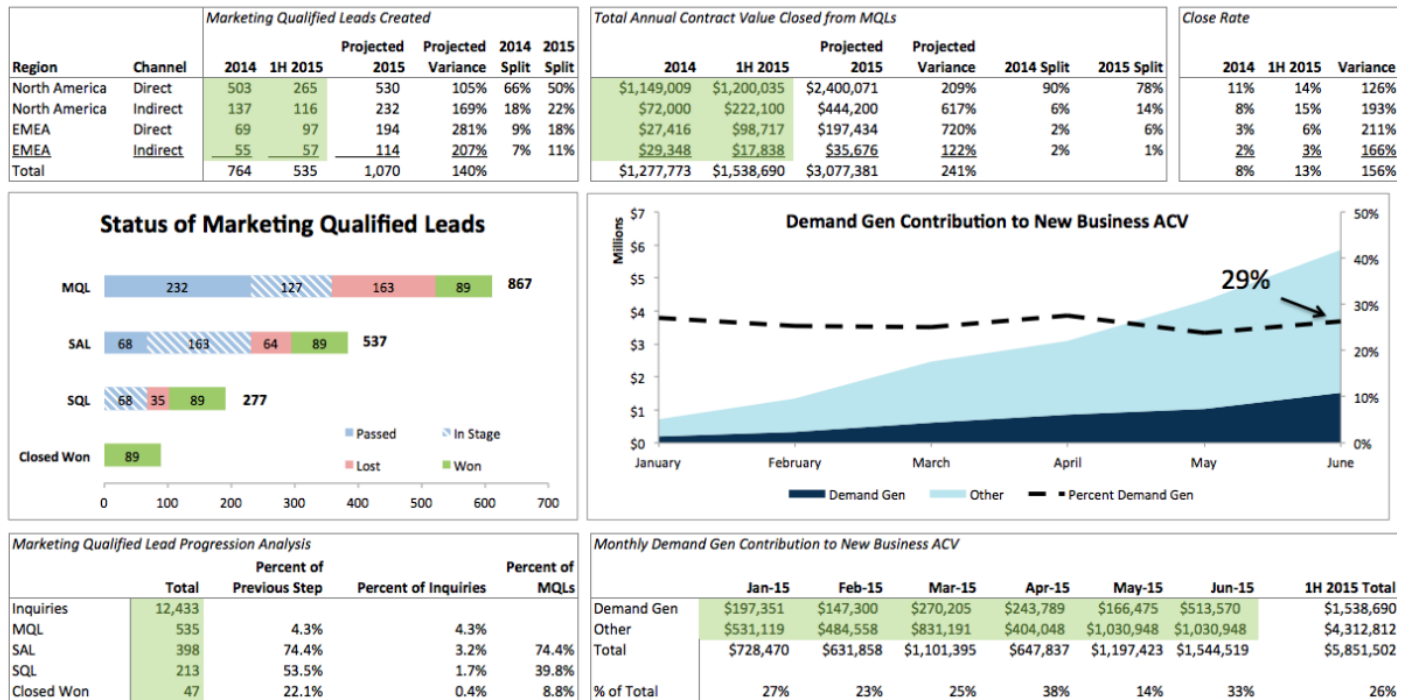 Marketing Qualified Leads Created
Projected Projected 2014 2015
Region Channel 2014 1H 2015 2015 Variance Split Split
North America Direct 503 265 530 105% 66% 50%
North America Indirect 137 116 232 169% 18% 22%
EMEA Direct 69 97 194 281% 9% 18%
EMEA Indirect 55 57 114 207% 7% 11%
Total 764 535 1,070 140%
Total Annual Contract Value Closed from MQLs
Projected Projected
2014 1H 2015 2015 Variance 2014 Split 2015 Split
$1,149,009 $1,200,035 $2,400,071 209% 90% 78%
$72,000 $222,100 $444,200 617% 6% 14%
$27,416 $98,717 $197,434 720% 2% 6%
$29,348 $17,838 $35,676 122% 2% 1%
$1,277,773 $1,538,690 $3,077,381 241%
Close Rate
2014 1H 2015 Variance
11% 14% 126%
8% 15% 193%
3% 6% 211%
2% 3% 166%
8% 13% 156%
Status of Marketing Qualified Leads
MQL 232 127 163 89 867
SAL 68 163 64 89 537
SQL 68 35 89 277
Closed Won 89
Passed In Stage
Lost Won
0 100 200 300 400 500 600 700
Demand Gen Contribution to New Business ACV
Millions
$7 50%
$6
40%
$5
29%
$4 30%
$3
20%
$2
10%
$1
$0 0%
January February March April May June
Demand Gen Other Percent Demand Gen
Marketing Qualified Lead Progression Analysis
Percent of Percent of
Total Previous Step Percent of Inquiries MQLs
Inquiries 12,433
MQL 535 4.3% 4.3%
SAL 398 74.4% 3.2% 74.4%
SQL 213 53.5% 1.7% 39.8%
Closed Won 47 22.1% 0.4% 8.8%
Monthly Demand Gen Contribution to New Business ACV
Jan-15 Feb-15 Mar-15 Apr-15 May-15 Jun-15 1H 2015 Total
Demand Gen $197,351 $147,300 $270,205 $243,789 $166,475 $513,570 $1,538,690
Other $531,119 $484,558 $831,191 $404,048 $1,030,948 $1,030,948 $4,312,812
Total $728,470 $631,858 $1,101,395 $647,837 $1,197,423 $1,544,519 $5,851,502
% of Total 27% 23% 25% 38% 14% 33% 26%